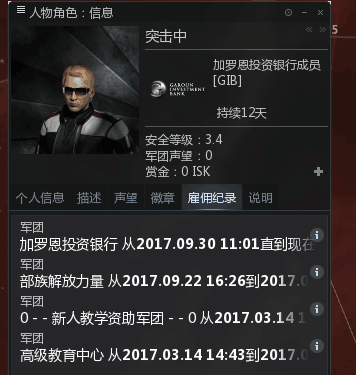 人物角色：信息
突击中
5
GAROUN
INVESTMENT
BANK
加罗恩投资银行成员
[GIB]
持续12天
安全等级：3.4
军团声望：0
赏金：0 ISK
个人信息 描述 声望 徽章 雇佣纪录 说明
军团
加罗恩投资银行 从2017.09.30 11:01直到现在
军团
部族解放力量 从2017.09.22 16:26到2017.0
军团
0 - - 新人教学资助军团 - - 0 从2017.03.14 1
军团
高级教育中心 从2017.03.14 14:43到2017.0